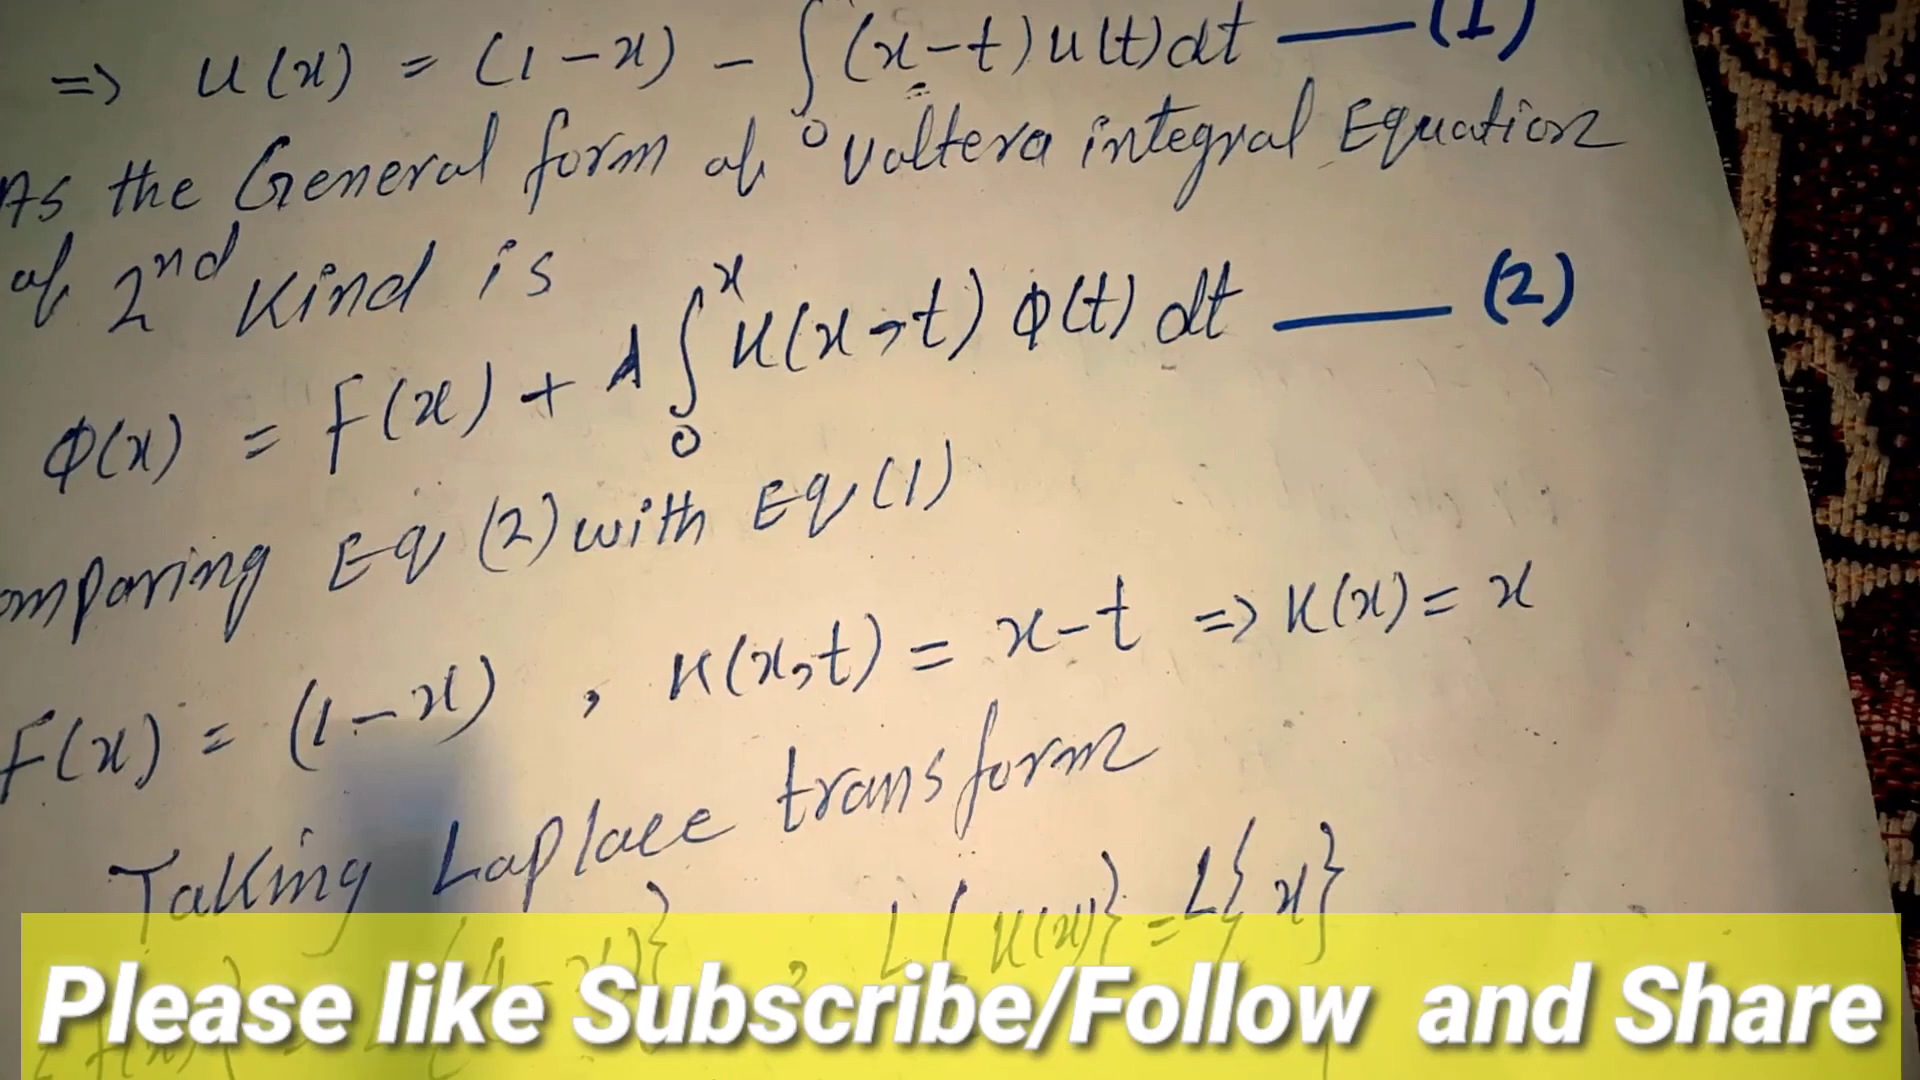 => u(x) = (1-x) - ∫₀ (x-t) u(t)dt —— (1)
As the General form of Voltera integral Equation
of 2nd Kind is
Φ(x) = F(x) + λ ∫₀ˣ K(x,t) Φ(t) dt —— (2)
omparing Eq (2) with Eq (1)
F(x) = (1-x) , K(x,t) = x-t => K(x) = x
Taking Laplace transform
, L{K(x)} = L{x}
Please like Subscribe/Follow and Share